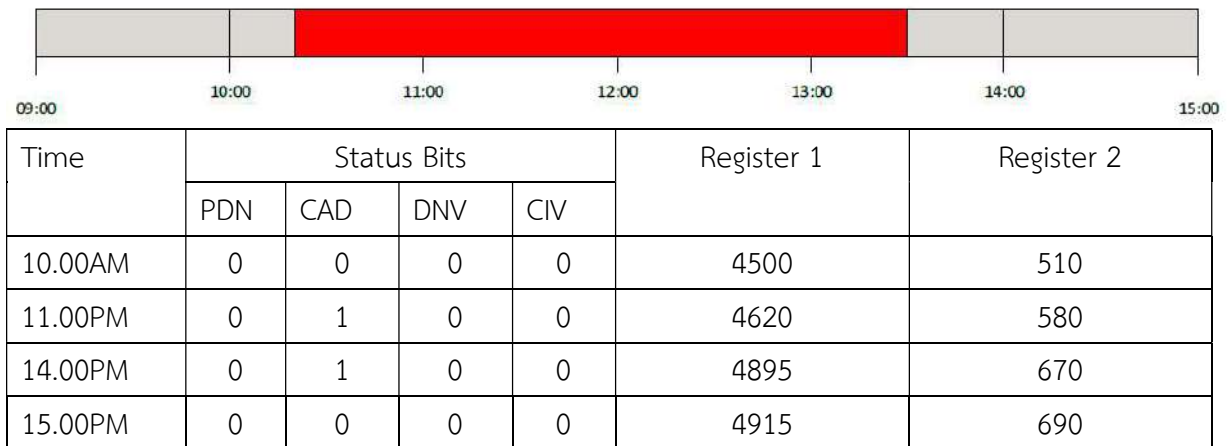 10:00 11:00 12:00 13:00 14:00
09:00 15:00
Time Status Bits Register 1 Register 2
PDN CAD DNV CIV
10.00AM 0 0 0 0 4500 510
11.00PM 0 1 0 0 4620 580
14.00PM 0 1 0 0 4895 670
15.00PM 0 0 0 0 4915 690